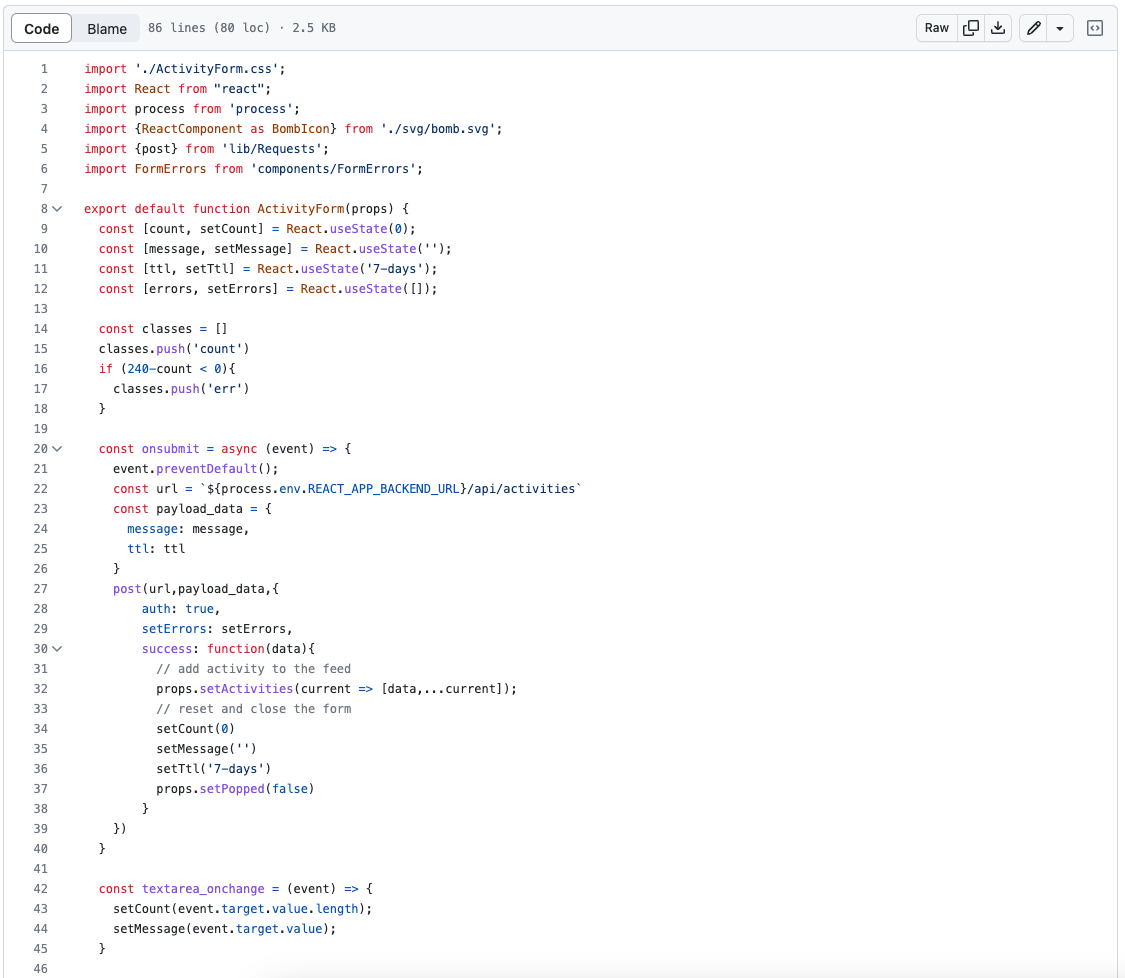 Code Blame 86 lines (80 loc) · 2.5 KB Raw
1 import './ActivityForm.css';
2 import React from "react";
3 import process from 'process';
4 import {ReactComponent as BombIcon} from './svg/bomb.svg';
5 import {post} from 'lib/Requests';
6 import FormErrors from 'components/FormErrors';
7
8 export default function ActivityForm(props) {
9   const [count, setCount] = React.useState(0);
10   const [message, setMessage] = React.useState('');
11   const [ttl, setTtl] = React.useState('7-days');
12   const [errors, setErrors] = React.useState([]);
13
14   const classes = []
15   classes.push('count')
16   if (240-count < 0){
17     classes.push('err')
18   }
19
20   const onsubmit = async (event) => {
21     event.preventDefault();
22     const url = `${process.env.REACT_APP_BACKEND_URL}/api/activities`
23     const payload_data = {
24       message: message,
25       ttl: ttl
26     }
27     post(url,payload_data,{
28         auth: true,
29         setErrors: setErrors,
30         success: function(data){
31           // add activity to the feed
32           props.setActivities(current => [data,...current]);
33           // reset and close the form
34           setCount(0)
35           setMessage('')
36           setTtl('7-days')
37           props.setPopped(false)
38         }
39     })
40   }
41
42   const textarea_onchange = (event) => {
43     setCount(event.target.value.length);
44     setMessage(event.target.value);
45   }
46